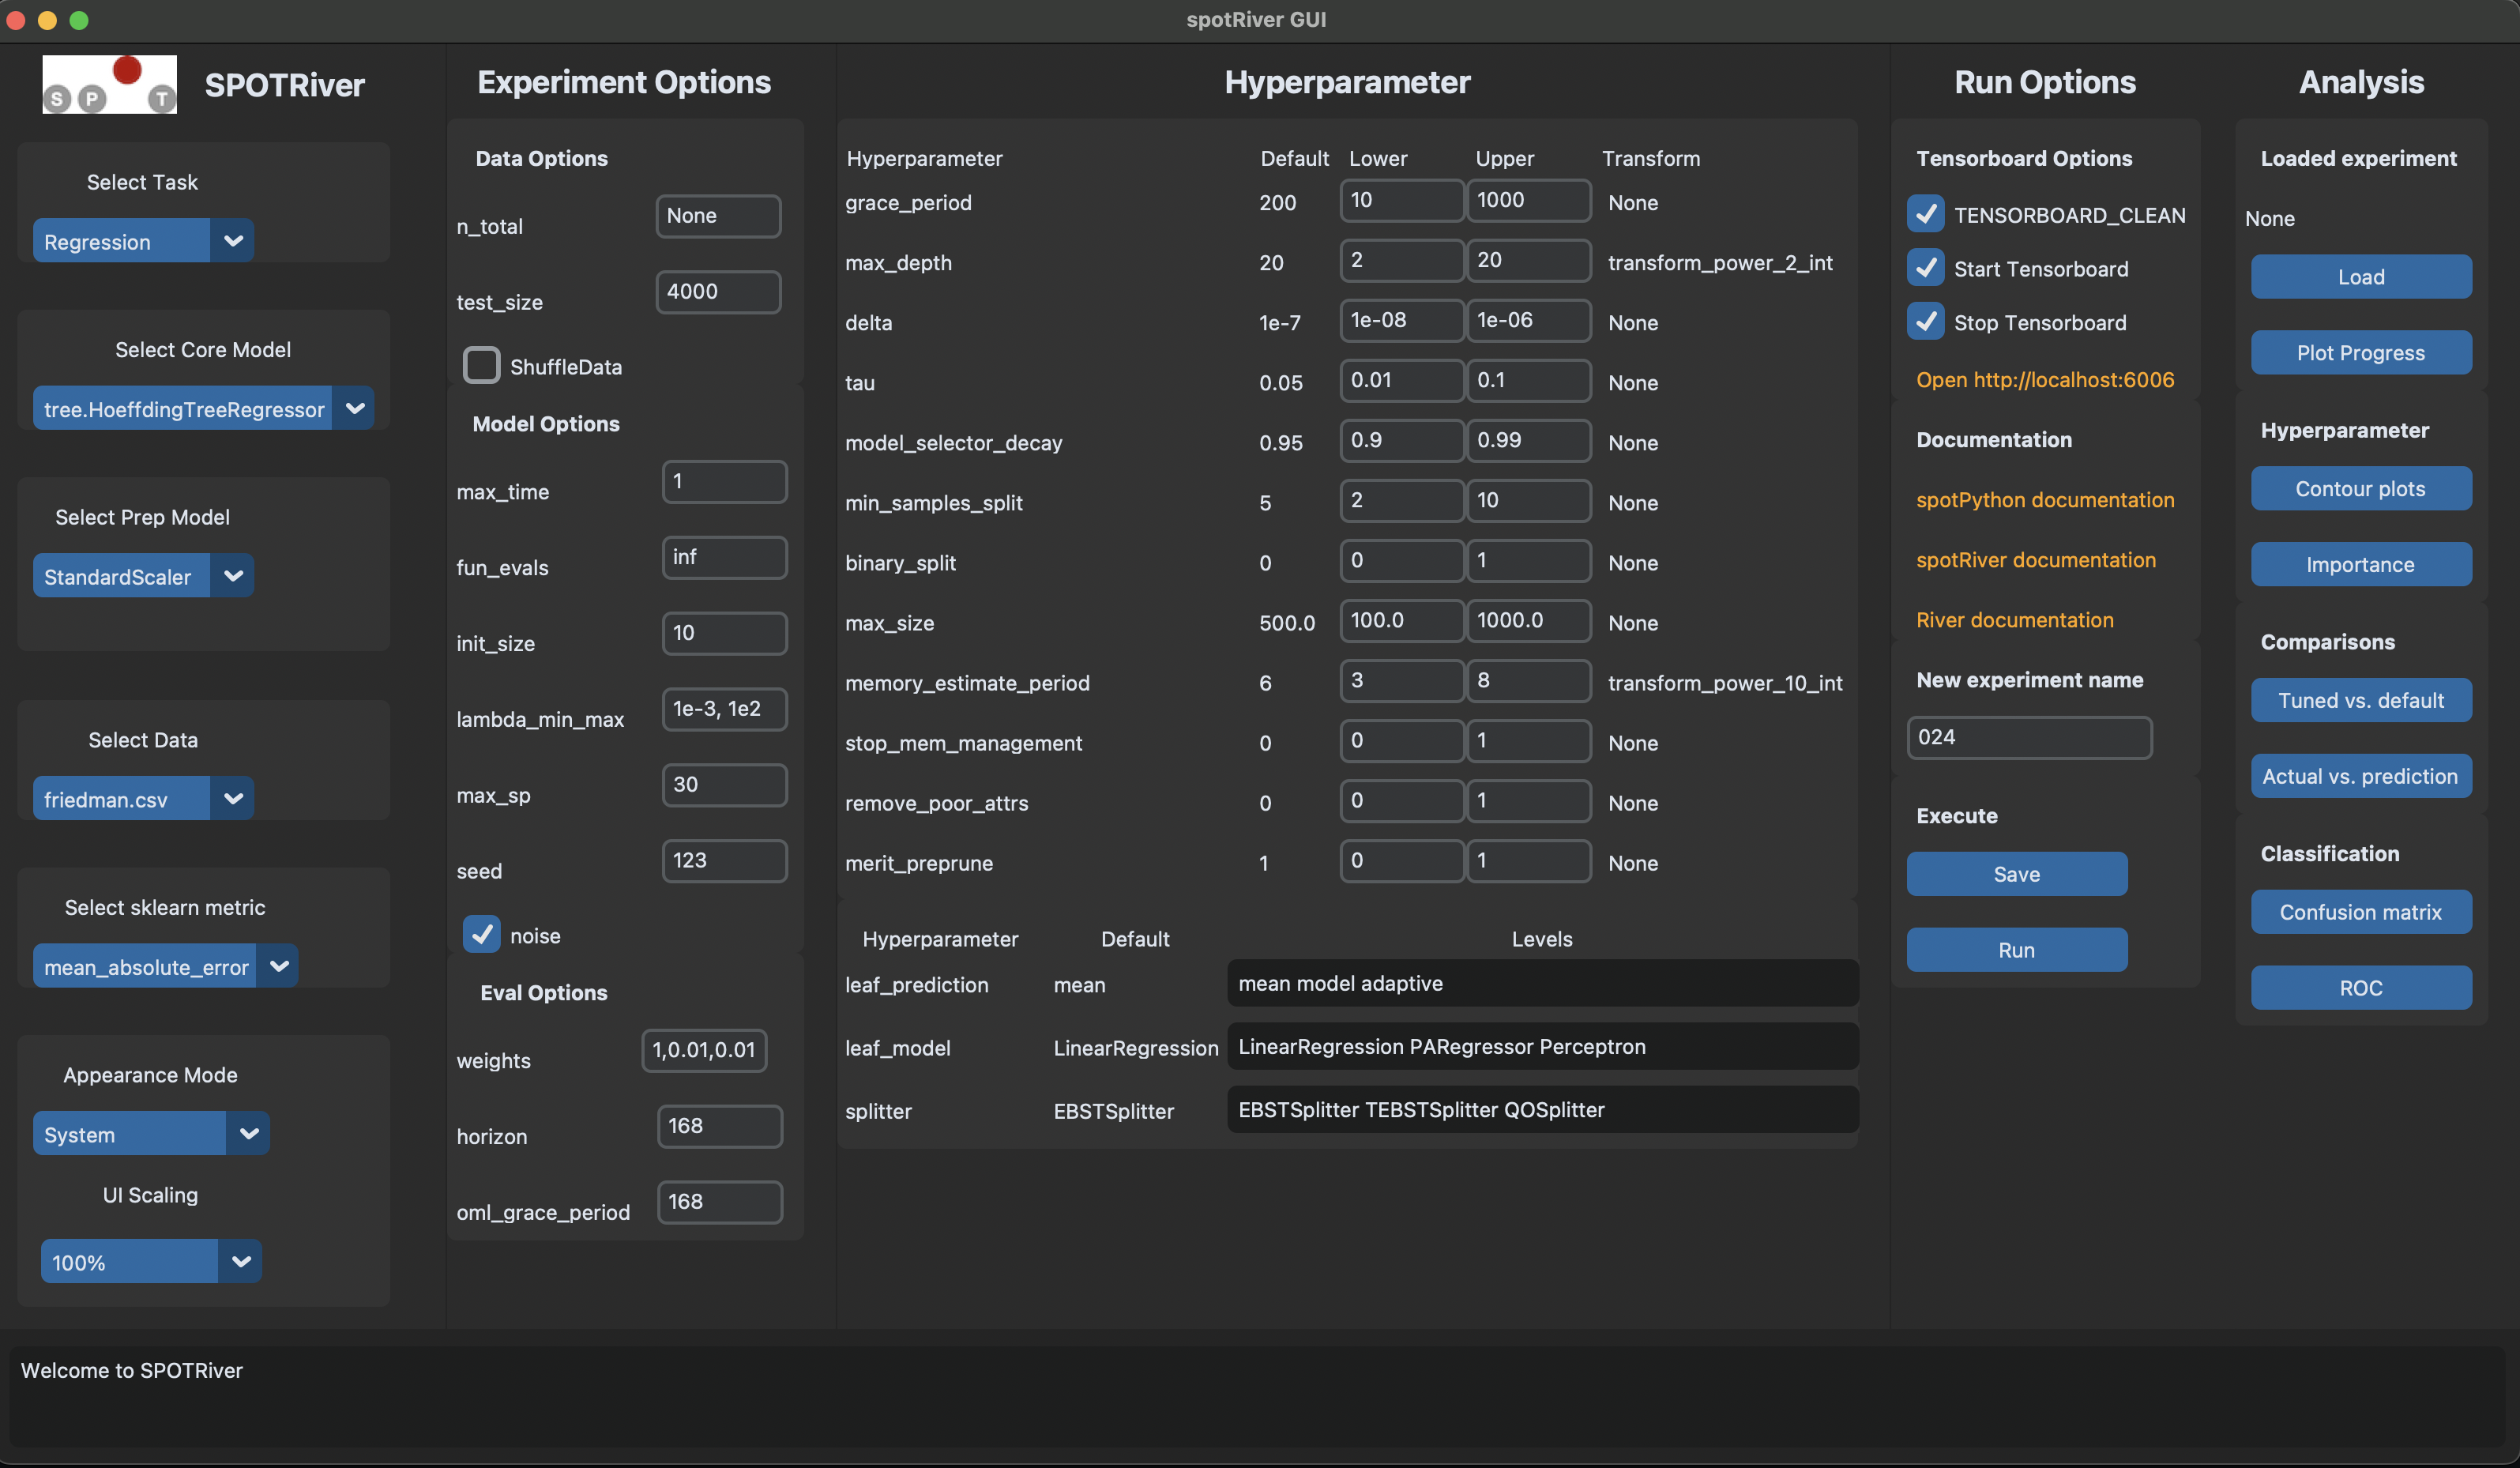 spotRiver GUI
S P T
SPOTRiver
Select Task
Regression
Select Core Model
tree.HoeffdingTreeRegressor
Select Prep Model
StandardScaler
Select Data
friedman.csv
Select sklearn metric
mean_absolute_error
Appearance Mode
System
UI Scaling
100%
Experiment Options
Data Options
n_total None
test_size 4000
ShuffleData
Model Options
max_time 1
fun_evals inf
init_size 10
lambda_min_max 1e-3, 1e2
max_sp 30
seed 123
noise
Eval Options
weights 1,0.01,0.01
horizon 168
oml_grace_period 168
Hyperparameter
Hyperparameter Default Lower Upper Transform
grace_period 200 10 1000 None
max_depth 20 2 20 transform_power_2_int
delta 1e-7 1e-08 1e-06 None
tau 0.05 0.01 0.1 None
model_selector_decay 0.95 0.9 0.99 None
min_samples_split 5 2 10 None
binary_split 0 0 1 None
max_size 500.0 100.0 1000.0 None
memory_estimate_period 6 3 8 transform_power_10_int
stop_mem_management 0 0 1 None
remove_poor_attrs 0 0 1 None
merit_preprune 1 0 1 None
Hyperparameter Default Levels
leaf_prediction mean mean model adaptive
leaf_model LinearRegression LinearRegression PARegressor Perceptron
splitter EBSTSplitter EBSTSplitter TEBSTSplitter QOSplitter
Run Options
Tensorboard Options
TENSORBOARD_CLEAN
Start Tensorboard
Stop Tensorboard
Open http://localhost:6006
Documentation
spotPython documentation
spotRiver documentation
River documentation
New experiment name
024
Execute
Save
Run
Analysis
Loaded experiment
None
Load
Plot Progress
Hyperparameter
Contour plots
Importance
Comparisons
Tuned vs. default
Actual vs. prediction
Classification
Confusion matrix
ROC
Welcome to SPOTRiver